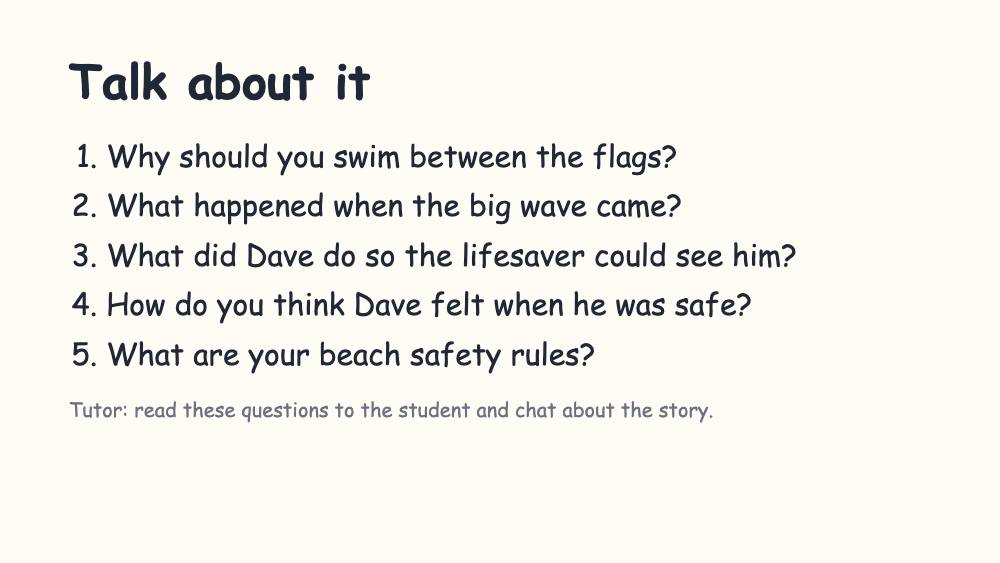 Talk about it
1. Why should you swim between the flags?
2. What happened when the big wave came?
3. What did Dave do so the lifesaver could see him?
4. How do you think Dave felt when he was safe?
5. What are your beach safety rules?
Tutor: read these questions to the student and chat about the story.